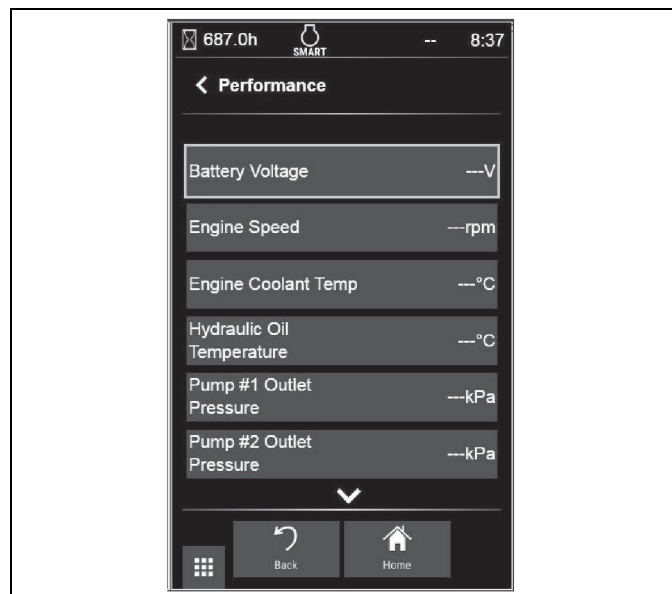 687.0h SMART -- 8:37
Performance
Battery Voltage ---V
Engine Speed ---rpm
Engine Coolant Temp ---°C
Hydraulic Oil
Temperature ---°C
Pump #1 Outlet
Pressure ---kPa
Pump #2 Outlet
Pressure ---kPa
Back Home